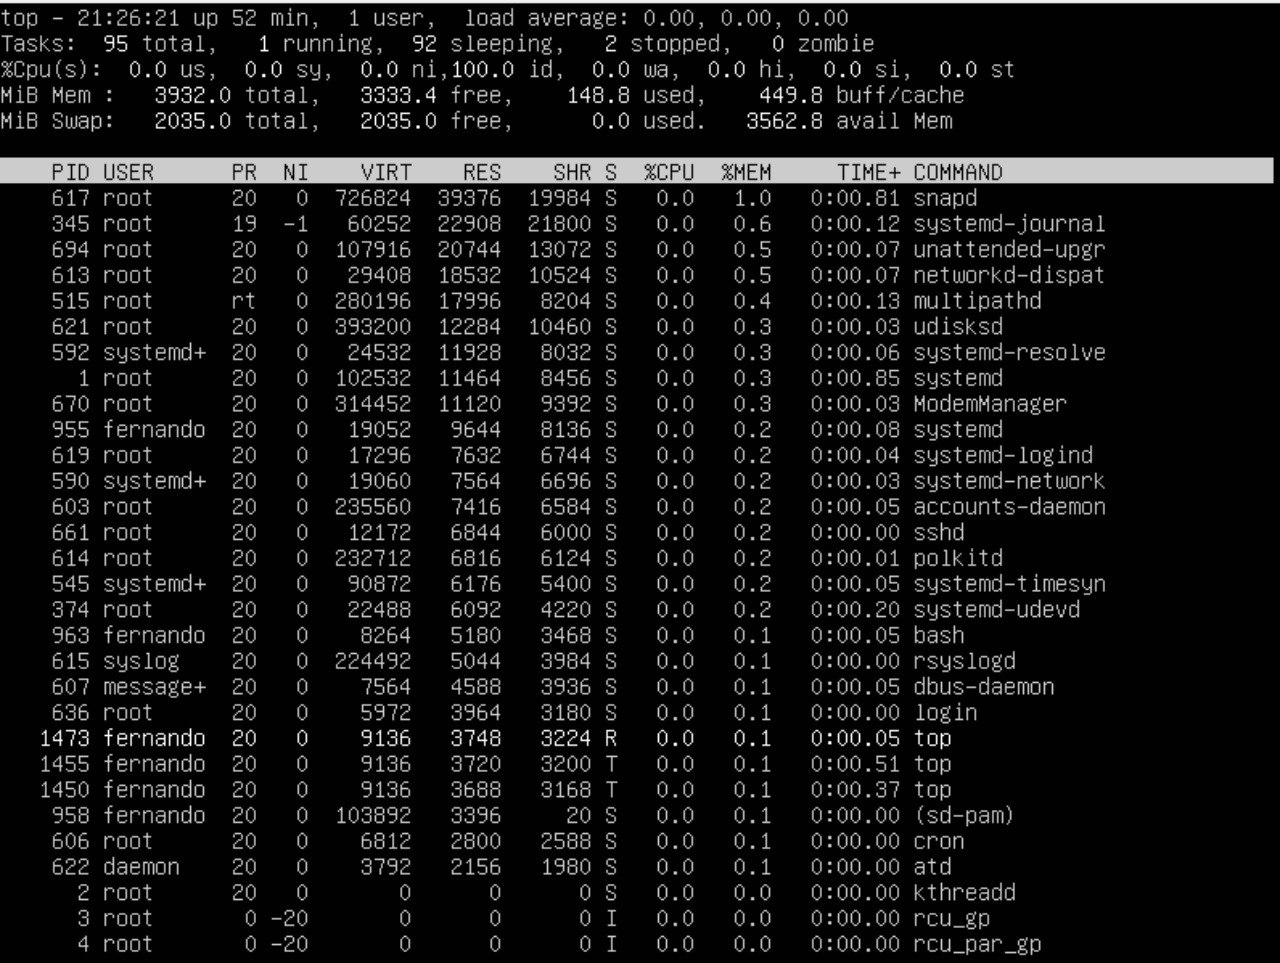 top - 21:26:21 up 52 min,  1 user,  load average: 0.00, 0.00, 0.00
Tasks:  95 total,   1 running,  92 sleeping,   2 stopped,   0 zombie
%Cpu(s):  0.0 us,  0.0 sy,  0.0 ni,100.0 id,  0.0 wa,  0.0 hi,  0.0 si,  0.0 st
MiB Mem :   3932.0 total,   3333.4 free,    148.8 used,    449.8 buff/cache
MiB Swap:   2035.0 total,   2035.0 free,      0.0 used.   3562.8 avail Mem
PID USER      PR  NI    VIRT    RES    SHR S  %CPU  %MEM     TIME+ COMMAND
617 root      20   0  726824  39376  19984 S   0.0   1.0   0:00.81 snapd
345 root      19  -1   60252  22908  21800 S   0.0   0.6   0:00.12 systemd-journal
694 root      20   0  107916  20744  13072 S   0.0   0.5   0:00.07 unattended-upgr
613 root      20   0   29408  18532  10524 S   0.0   0.5   0:00.07 networkd-dispat
515 root      rt   0  280196  17996   8204 S   0.0   0.4   0:00.13 multipathd
621 root      20   0  393200  12284  10460 S   0.0   0.3   0:00.03 udisksd
592 systemd+  20   0   24532  11928   8032 S   0.0   0.3   0:00.06 systemd-resolve
1 root      20   0  102532  11464   8456 S   0.0   0.3   0:00.85 systemd
670 root      20   0  314452  11120   9392 S   0.0   0.3   0:00.03 ModemManager
955 fernando  20   0   19052   9644   8136 S   0.0   0.2   0:00.08 systemd
619 root      20   0   17296   7632   6744 S   0.0   0.2   0:00.04 systemd-logind
590 systemd+  20   0   19060   7564   6696 S   0.0   0.2   0:00.03 systemd-network
603 root      20   0  235560   7416   6584 S   0.0   0.2   0:00.05 accounts-daemon
661 root      20   0   12172   6844   6000 S   0.0   0.2   0:00.00 sshd
614 root      20   0  232712   6816   6124 S   0.0   0.2   0:00.01 polkitd
545 systemd+  20   0   90872   6176   5400 S   0.0   0.2   0:00.05 systemd-timesyn
374 root      20   0   22488   6092   4220 S   0.0   0.2   0:00.20 systemd-udevd
963 fernando  20   0    8264   5180   3468 S   0.0   0.1   0:00.05 bash
615 syslog    20   0  224492   5044   3984 S   0.0   0.1   0:00.00 rsyslogd
607 message+  20   0    7564   4588   3936 S   0.0   0.1   0:00.05 dbus-daemon
636 root      20   0    5972   3964   3180 S   0.0   0.1   0:00.00 login
1473 fernando  20   0    9136   3748   3224 R   0.0   0.1   0:00.05 top
1455 fernando  20   0    9136   3720   3200 T   0.0   0.1   0:00.51 top
1450 fernando  20   0    9136   3688   3168 T   0.0   0.1   0:00.37 top
958 fernando  20   0  103892   3396     20 S   0.0   0.1   0:00.00 (sd-pam)
606 root      20   0    6812   2800   2588 S   0.0   0.1   0:00.00 cron
622 daemon    20   0    3792   2156   1980 S   0.0   0.1   0:00.00 atd
2 root      20   0       0      0      0 S   0.0   0.0   0:00.00 kthreadd
3 root       0 -20       0      0      0 I   0.0   0.0   0:00.00 rcu_gp
4 root       0 -20       0      0      0 I   0.0   0.0   0:00.00 rcu_par_gp